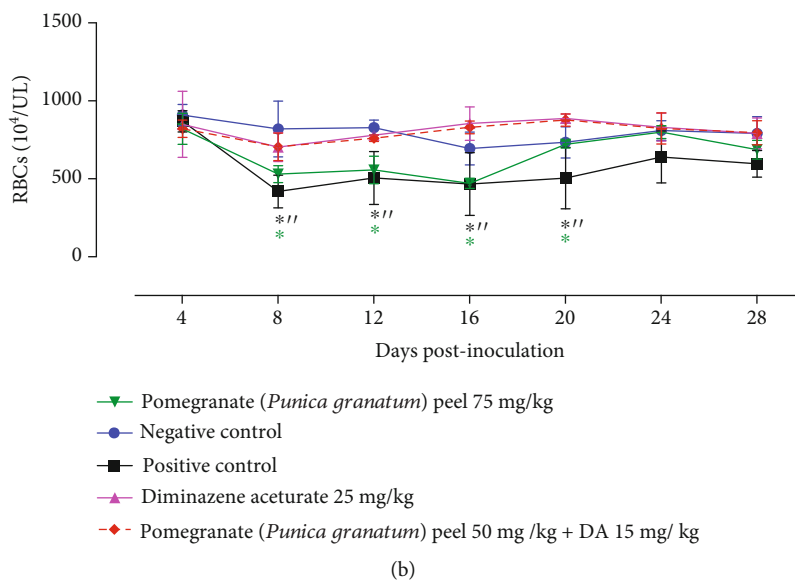 1500
1000
500
0
RBCs (10⁴/UL)
*″ *″ *″ *″
* * * *
4 8 12 16 20 24 28
Days post-inoculation
Pomegranate (Punica granatum) peel 75 mg/kg
Negative control
Positive control
Diminazene aceturate 25 mg/kg
Pomegranate (Punica granatum) peel 50 mg /kg + DA 15 mg/ kg
(b)